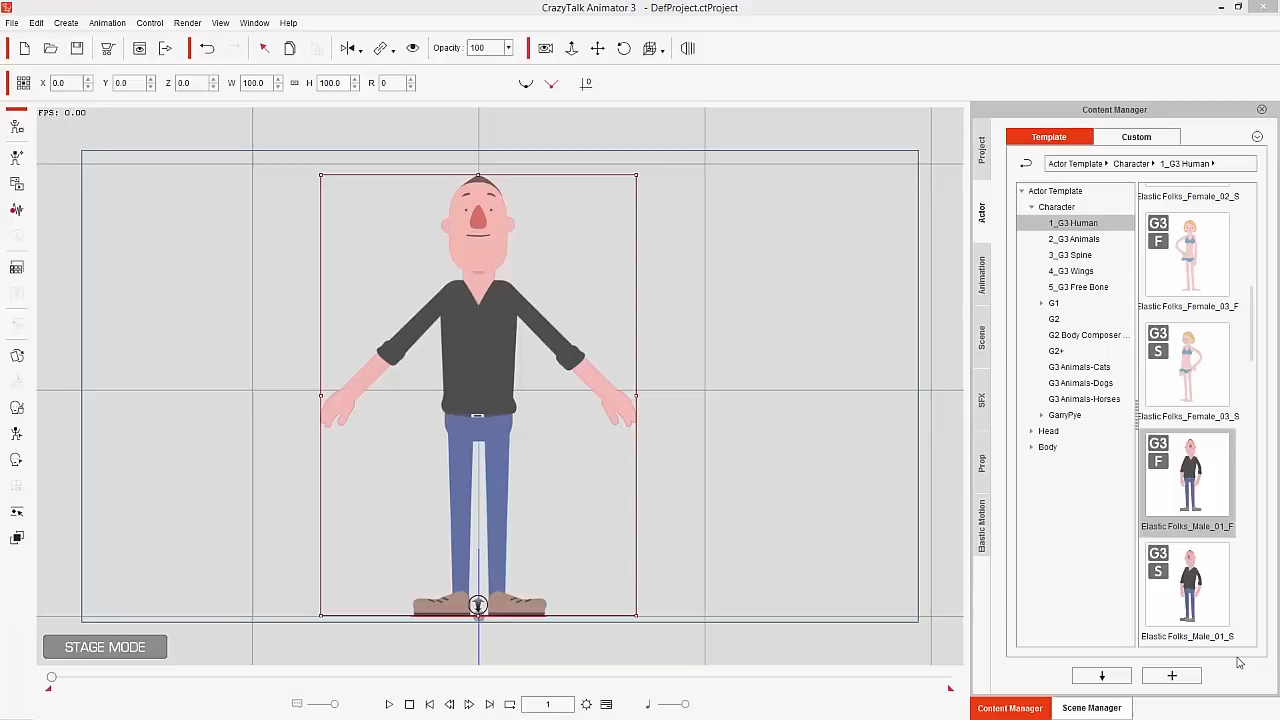 CrazyTalk Animator 3 - DefProject.ctProject
File Edit Create Animation Control Render View Window Help
Opacity : 100
X 0.0 Y 0.0 Z 0.0 W 100.0 H 100.0 R 0
FPS: 0.00
STAGE MODE
1
Content Manager
Template Custom
Actor Template Character 1_G3 Human
Project
Actor
Animation
Scene
SFX
Prop
Elastic Motion
Actor Template
Character
1_G3 Human
2_G3 Animals
3_G3 Spine
4_G3 Wings
5_G3 Free Bone
G1
G2
G2 Body Composer ...
G2+
G3 Animals-Cats
G3 Animals-Dogs
G3 Animals-Horses
GarryPye
Head
Body
Elastic Folks_Female_02_S
G3
F
Elastic Folks_Female_03_F
G3
S
Elastic Folks_Female_03_S
G3
F
Elastic Folks_Male_01_F
G3
S
Elastic Folks_Male_01_S
Content Manager Scene Manager